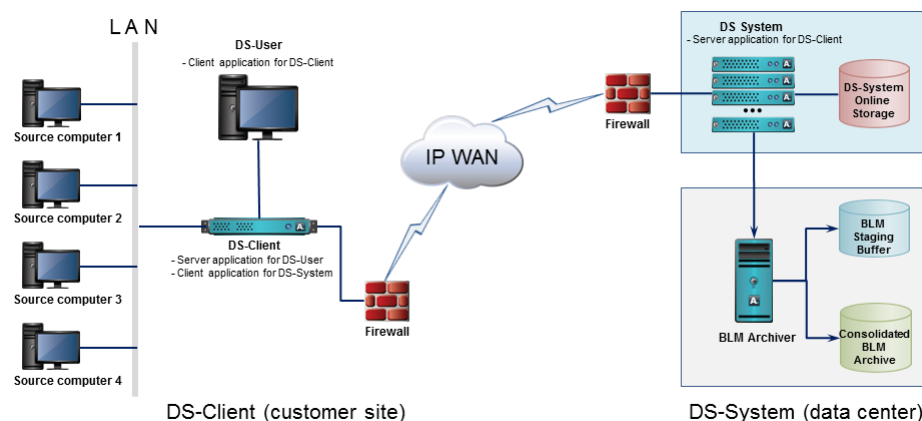 LAN
DS-User
- Client application for DS-Client
Source computer 1
Source computer 2
Source computer 3
Source computer 4
DS-Client
- Server application for DS-User
- Client application for DS-System
Firewall
IP WAN
Firewall
DS System
- Server application for DS-Client
A
A
A
A
DS-System
Online
Storage
A
A
BLM Archiver
BLM
Staging
Buffer
Consolidated
BLM
Archive
DS-Client (customer site)
DS-System (data center)